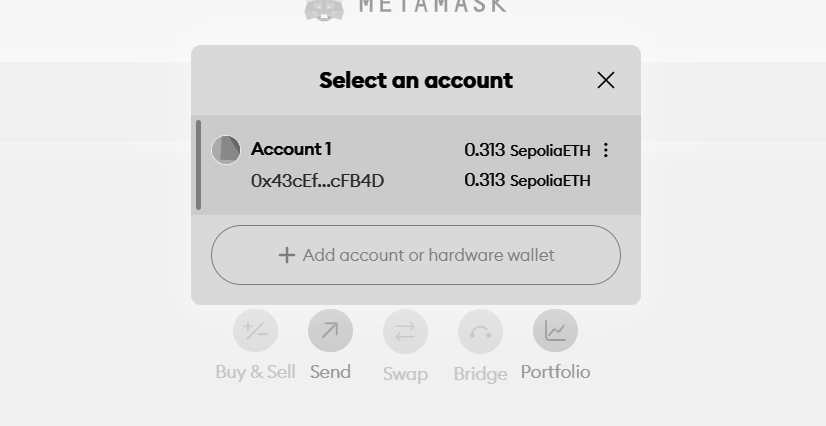 METAMASK
Select an account
Account 1
0.313 SepoliaETH
0x43cEf...cFB4D
0.313 SepoliaETH
+ Add account or hardware wallet
Buy & Sell
Send
Swap
Bridge
Portfolio